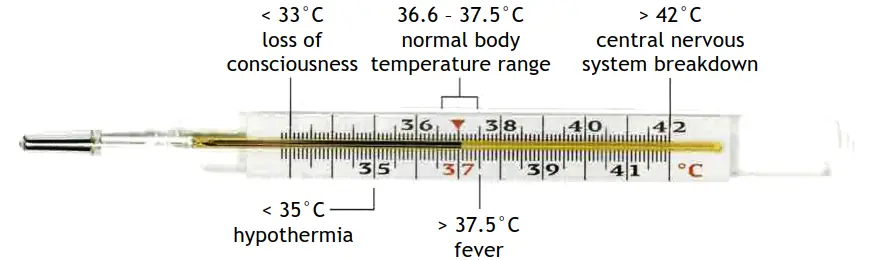 < 33°C
loss of
consciousness
36.6 – 37.5°C
normal body
temperature range
> 42°C
central nervous
system breakdown
36 38 40 42
35 37 39 41 °C
< 35°C
hypothermia
> 37.5°C
fever